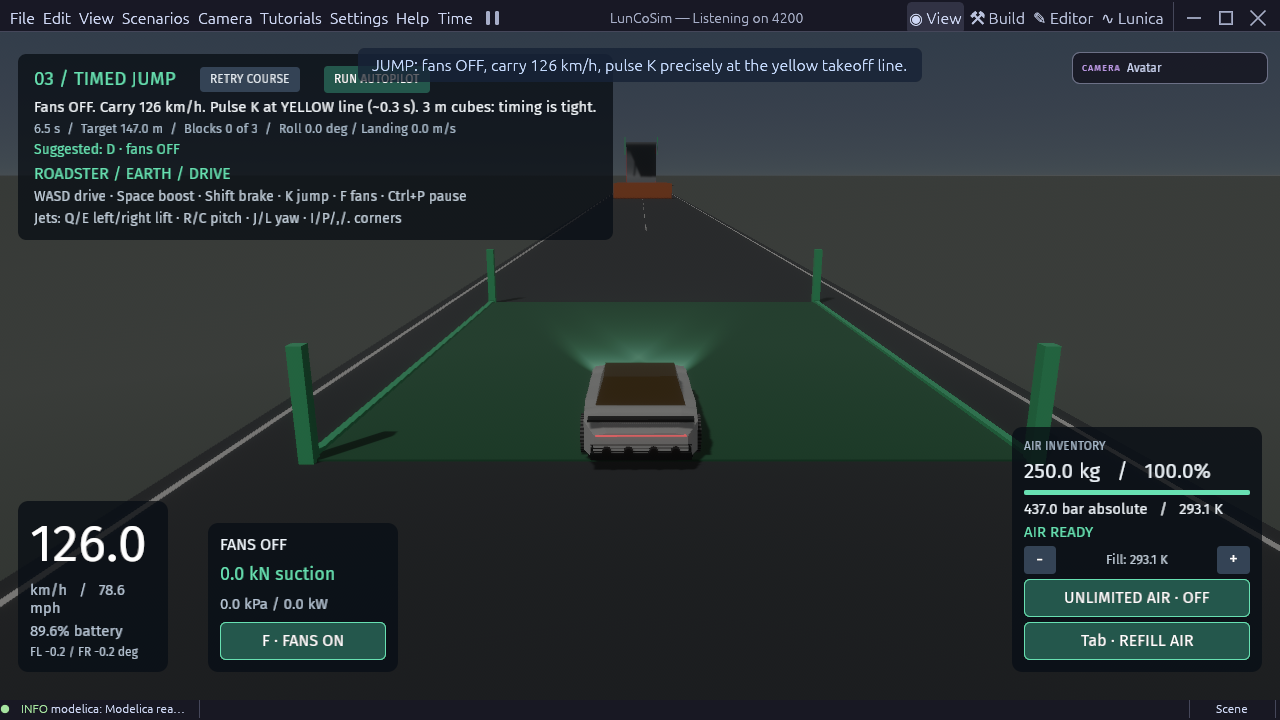 File Edit View Scenarios Camera Tutorials Settings Help Time
LunCoSim — Listening on 4200
View Build Editor Lunica
JUMP: fans OFF, carry 126 km/h, pulse K precisely at the yellow takeoff line.
CAMERA Avatar
03 / TIMED JUMP RETRY COURSE RUN AUTOPILOT
Fans OFF. Carry 126 km/h. Pulse K at YELLOW line (~0.3 s). 3 m cubes: timing is tight.
6.5 s / Target 147.0 m / Blocks 0 of 3 / Roll 0.0 deg / Landing 0.0 m/s
Suggested: D · fans OFF
ROADSTER / EARTH / DRIVE
WASD drive · Space boost · Shift brake · K jump · F fans · Ctrl+P pause
Jets: Q/E left/right lift · R/C pitch · J/L yaw · I/P/,/. corners
126.0
km/h / 78.6
mph
89.6% battery
FL -0.2 / FR -0.2 deg
FANS OFF
0.0 kN suction
0.0 kPa / 0.0 kW
F · FANS ON
AIR INVENTORY
250.0 kg / 100.0%
437.0 bar absolute / 293.1 K
AIR READY
- Fill: 293.1 K +
UNLIMITED AIR · OFF
Tab · REFILL AIR
INFO modelica: Modelica rea…
Scene